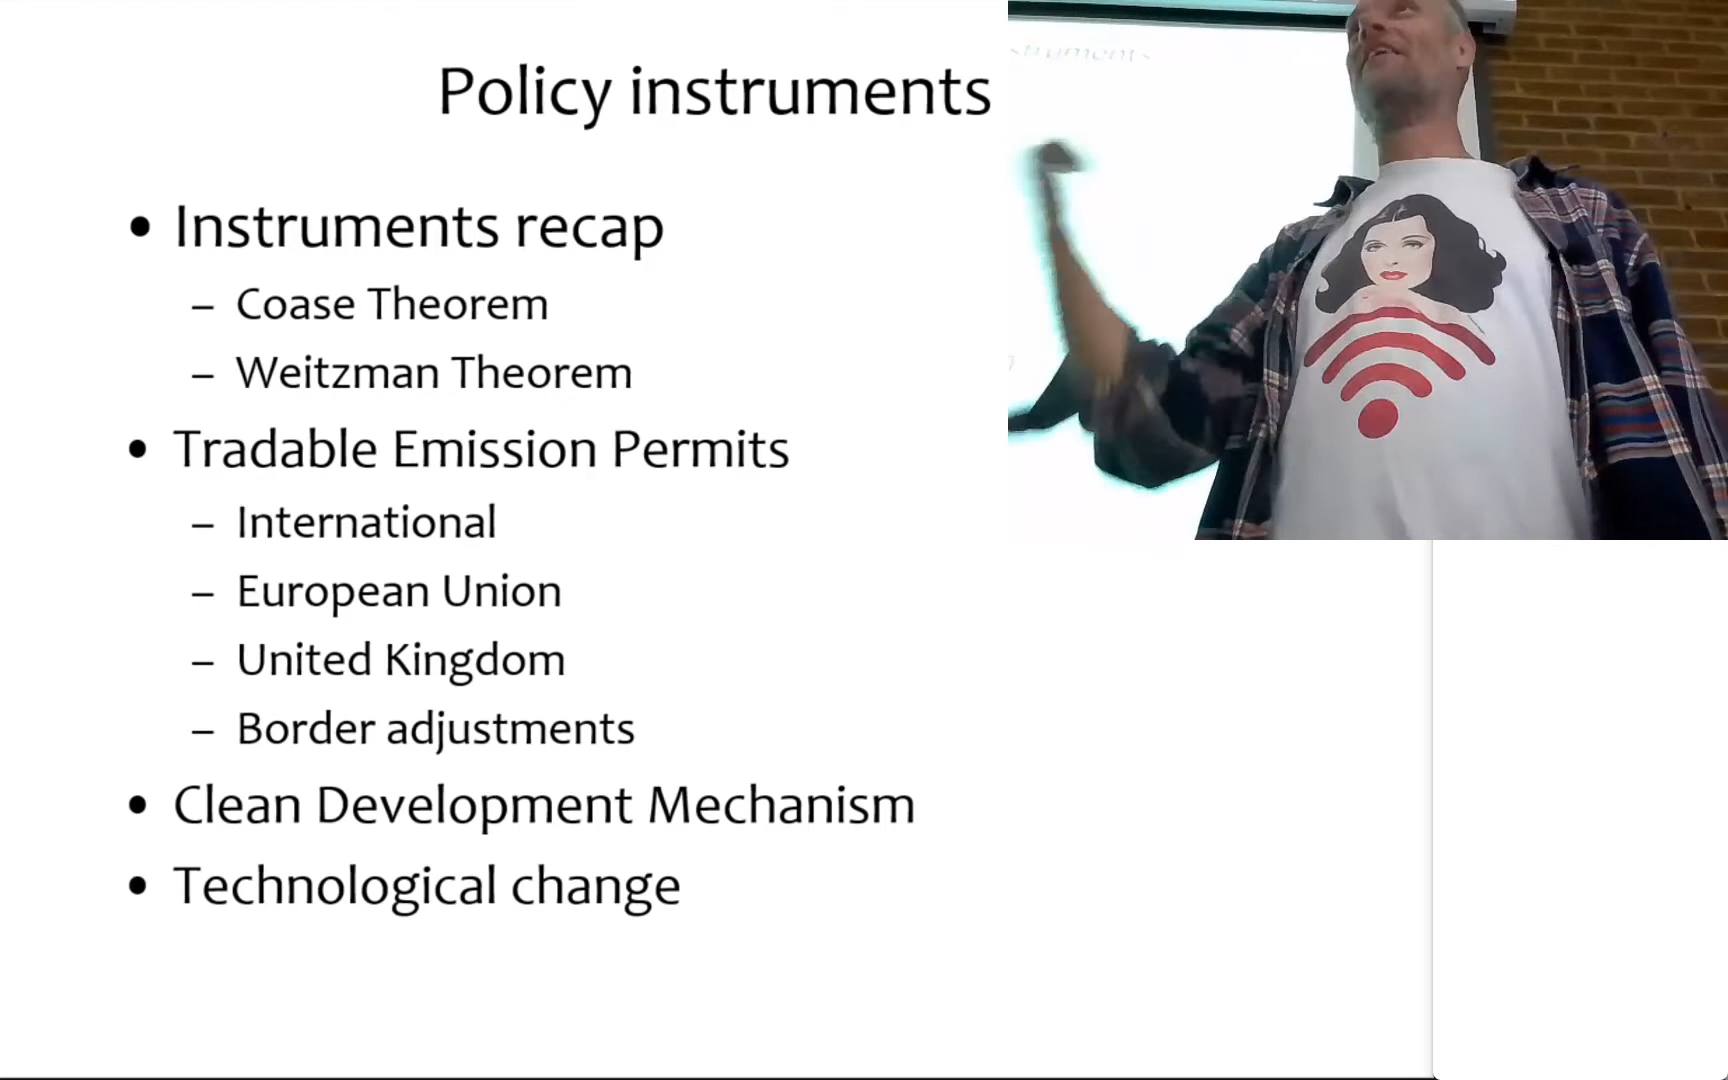 Policy instruments
• Instruments recap
– Coase Theorem
– Weitzman Theorem
• Tradable Emission Permits
– International
– European Union
– United Kingdom
– Border adjustments
• Clean Development Mechanism
• Technological change
struments